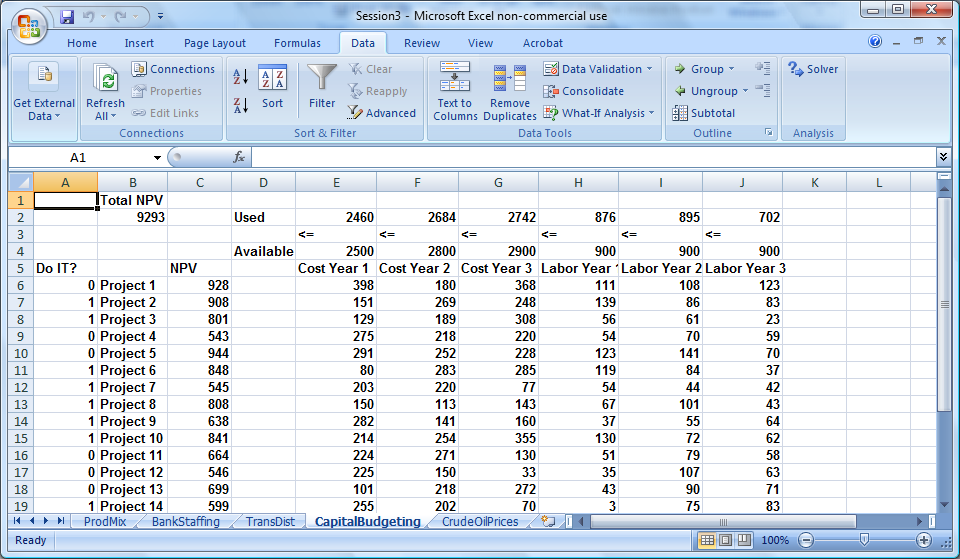 Session3 - Microsoft Excel non-commercial use
Home Insert Page Layout Formulas Data Review View Acrobat
Get External Data
Refresh All
Connections
Properties
Edit Links
Connections
Sort
Filter
Clear
Reapply
Advanced
Sort & Filter
Text to Columns
Remove Duplicates
Data Validation
Consolidate
What-If Analysis
Data Tools
Group
Ungroup
Subtotal
Outline
Solver
Analysis
A1 fx
A B C D E F G H I J K L
1 Total NPV
2 9293 Used 2460 2684 2742 876 895 702
3 <= <= <= <= <= <=
4 Available 2500 2800 2900 900 900 900
5 Do IT? NPV Cost Year 1 Cost Year 2 Cost Year 3 Labor Year Labor Year 2 Labor Year 3
6 0 Project 1 928 398 180 368 111 108 123
7 1 Project 2 908 151 269 248 139 86 83
8 1 Project 3 801 129 189 308 56 61 23
9 0 Project 4 543 275 218 220 54 70 59
10 0 Project 5 944 291 252 228 123 141 70
11 1 Project 6 848 80 283 285 119 84 37
12 1 Project 7 545 203 220 77 54 44 42
13 1 Project 8 808 150 113 143 67 101 43
14 1 Project 9 638 282 141 160 37 55 64
15 1 Project 10 841 214 254 355 130 72 62
16 0 Project 11 664 224 271 130 51 79 58
17 0 Project 12 546 225 150 33 35 107 63
18 0 Project 13 699 101 218 272 43 90 71
19 1 Project 14 599 255 202 70 3 75 83
ProdMix BankStaffing TransDist CapitalBudgeting CrudeOilPrices
Ready 100%